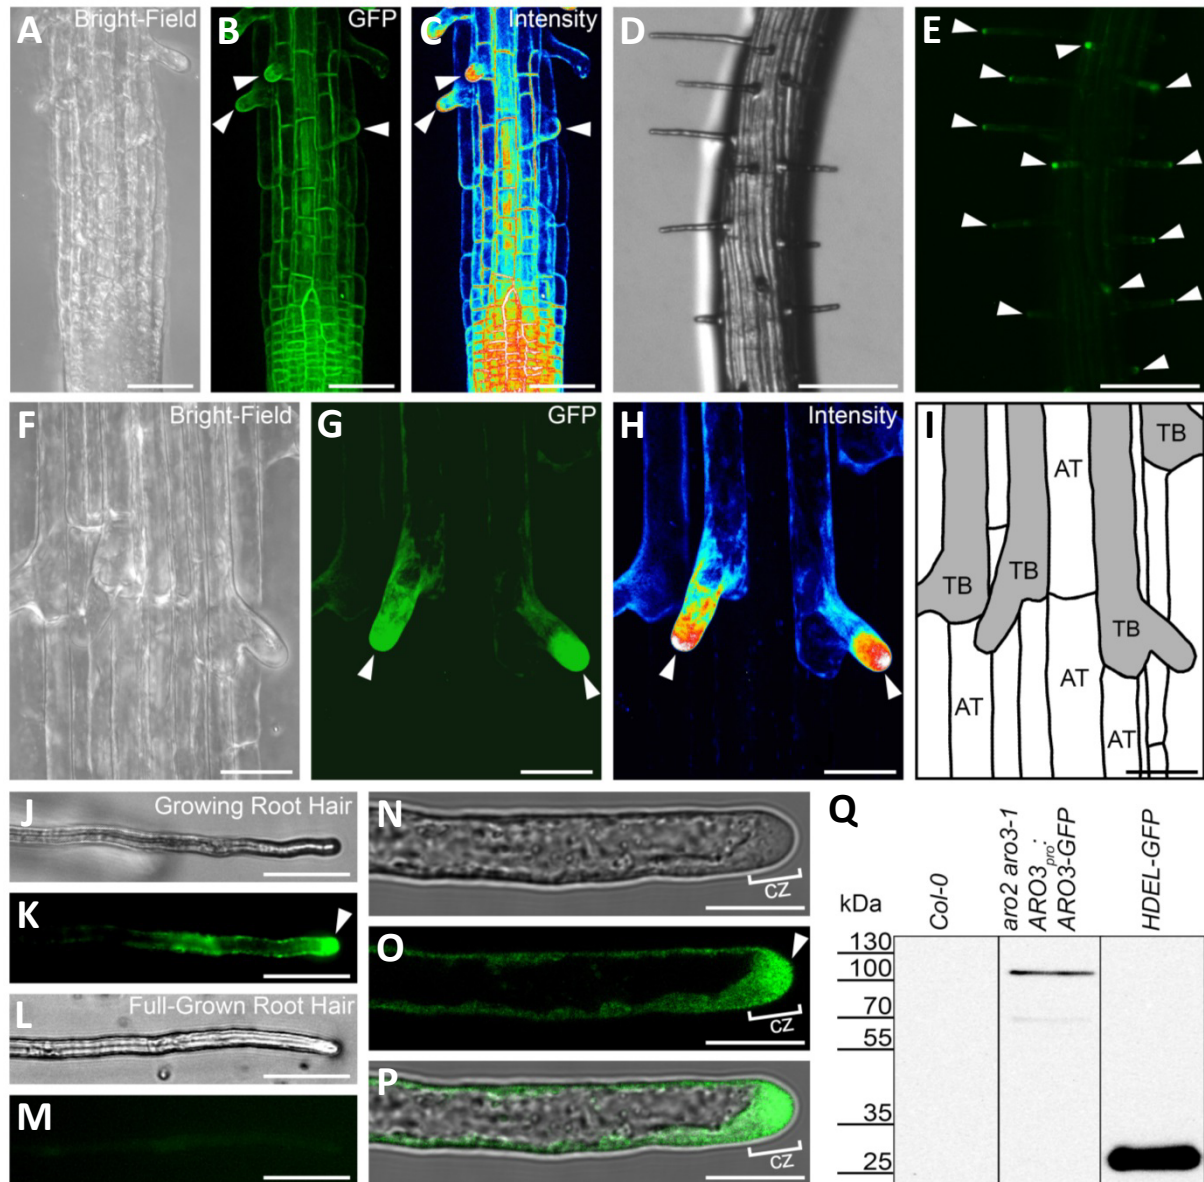 A Bright-Field
B GFP
C Intensity
D
E
F Bright-Field
G GFP
H Intensity
I
TB
AT
TB
TB
TB
AT
AT
AT
J Growing Root Hair
K
L Full-Grown Root Hair
M
N
CZ
O
CZ
P
CZ
Q
kDa
Col-0
aro2 aro3-1
ARO3pro:
ARO3-GFP
HDEL-GFP
130
100
70
55
35
25